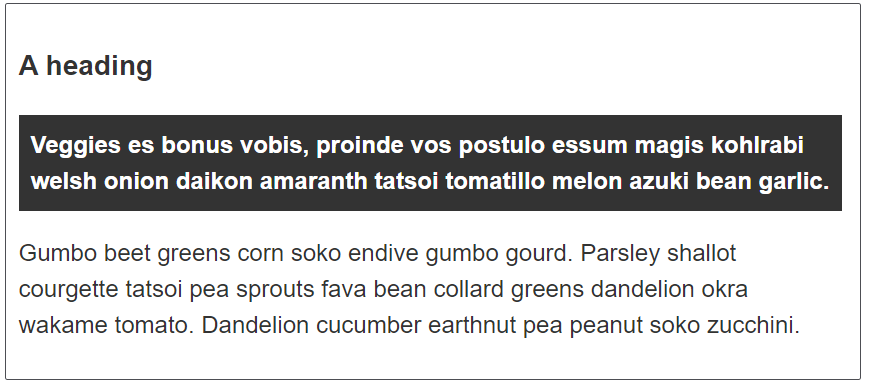 A heading
Veggies es bonus vobis, proinde vos postulo essum magis kohlrabi
welsh onion daikon amaranth tatsoi tomatillo melon azuki bean garlic.
Gumbo beet greens corn soko endive gumbo gourd. Parsley shallot
courgette tatsoi pea sprouts fava bean collard greens dandelion okra
wakame tomato. Dandelion cucumber earthnut pea peanut soko zucchini.